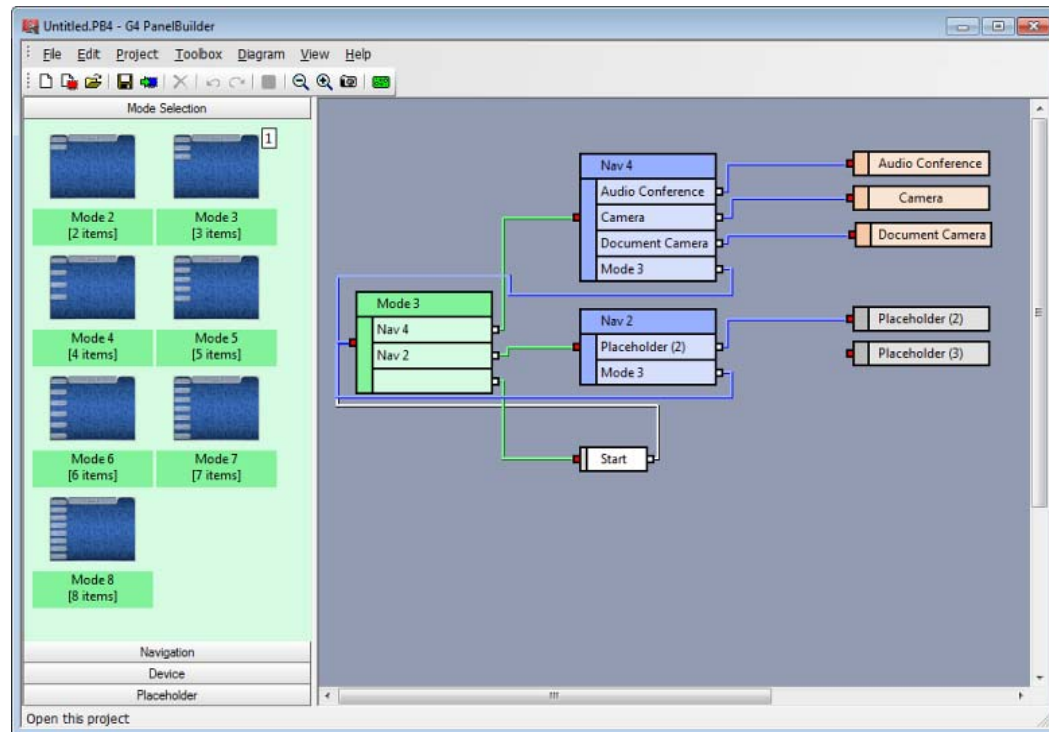 Untitled.PB4 - G4 PanelBuilder
File Edit Project Toolbox Diagram View Help
Mode Selection
1
Mode 2 Mode 3
[2 items] [3 items]
Mode 4 Mode 5
[4 items] [5 items]
Mode 6 Mode 7
[6 items] [7 items]
Mode 8
[8 items]
Navigation
Device
Placeholder
Nav 4
Audio Conference
Camera
Document Camera
Mode 3
Audio Conference
Camera
Document Camera
Mode 3
Nav 4
Nav 2
Nav 2
Placeholder (2)
Mode 3
Placeholder (2)
Placeholder (3)
Start
Open this project